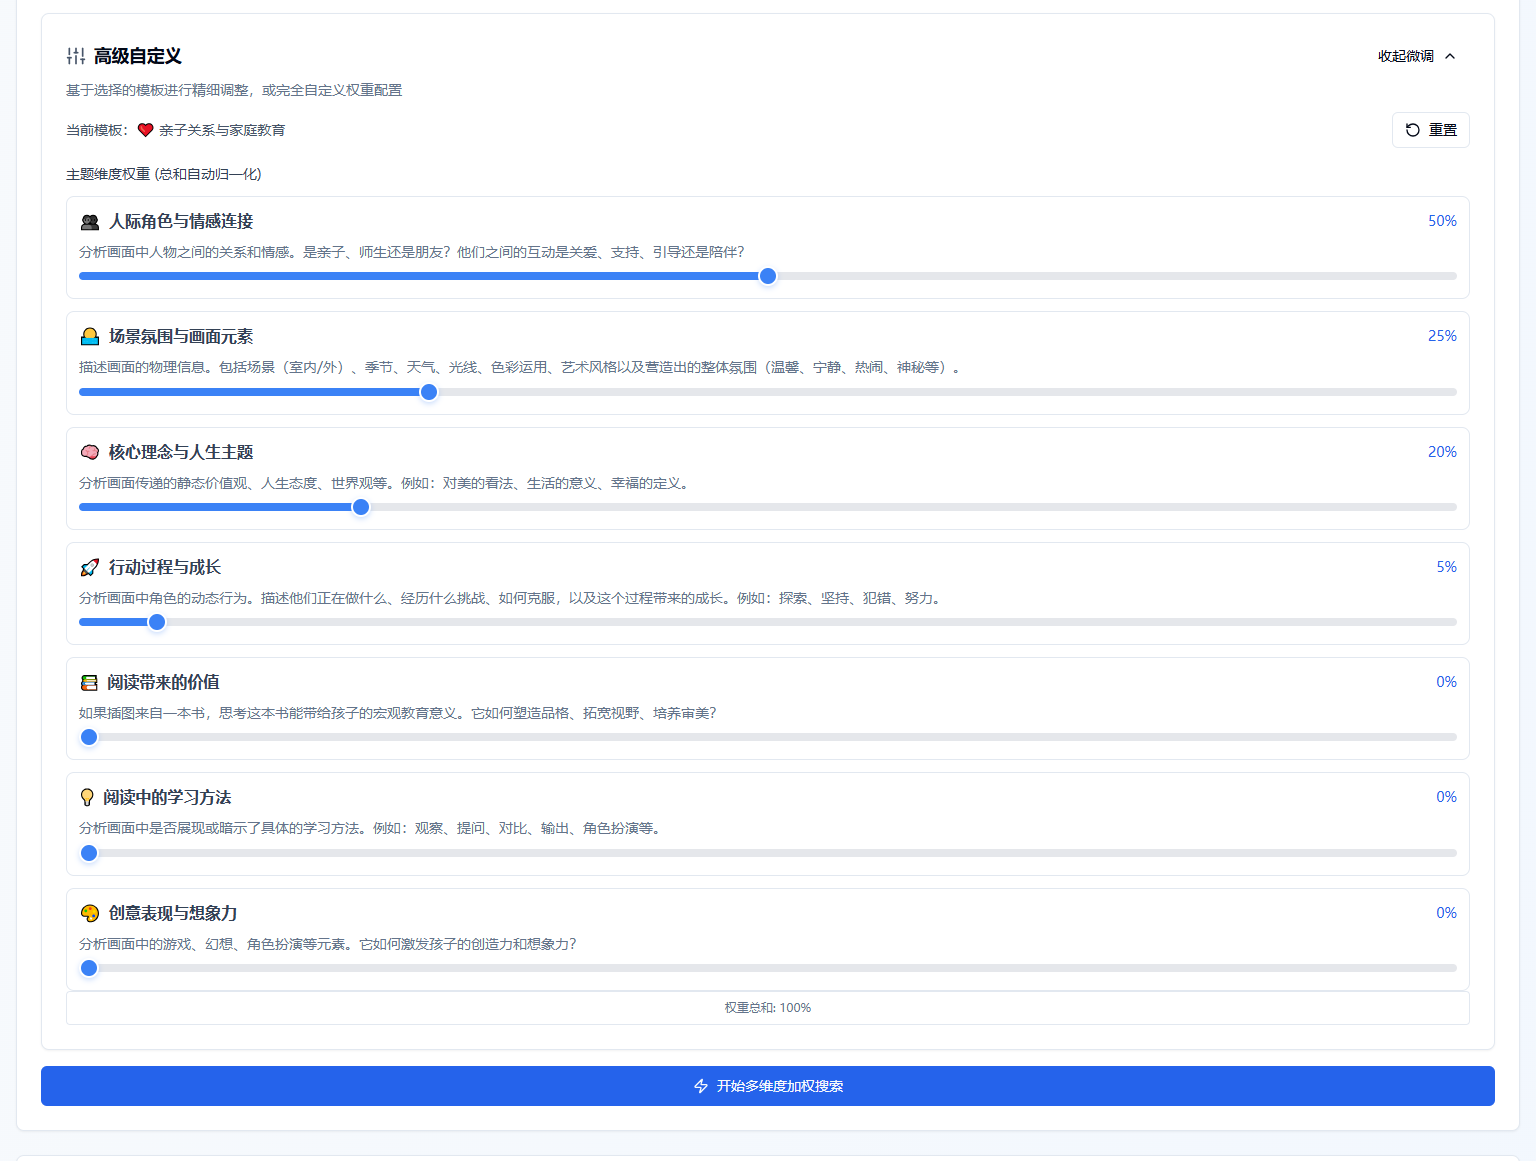 高级自定义
收起微调
基于选择的模板进行精细调整，或完全自定义权重配置
当前模板：❤️ 亲子关系与家庭教育
重置
主题维度权重 (总和自动归一化)
人际角色与情感连接
50%
分析画面中人物之间的关系和情感。是亲子、师生还是朋友？他们之间的互动是关爱、支持、引导还是陪伴？
场景氛围与画面元素
25%
描述画面的物理信息。包括场景（室内/外）、季节、天气、光线、色彩运用、艺术风格以及营造出的整体氛围（温馨、宁静、热闹、神秘等）。
核心理念与人生主题
20%
分析画面传递的静态价值观、人生态度、世界观等。例如：对美的看法、生活的意义、幸福的定义。
行动过程与成长
5%
分析画面中角色的动态行为。描述他们正在做什么、经历什么挑战、如何克服，以及这个过程带来的成长。例如：探索、坚持、犯错、努力。
阅读带来的价值
0%
如果插图来自一本书，思考这本书能带给孩子的宏观教育意义。它如何塑造品格、拓宽视野、培养审美？
阅读中的学习方法
0%
分析画面中是否展现或暗示了具体的学习方法。例如：观察、提问、对比、输出、角色扮演等。
创意表现与想象力
0%
分析画面中的游戏、幻想、角色扮演等元素。它如何激发孩子的创造力和想象力？
权重总和: 100%
开始多维度加权搜索